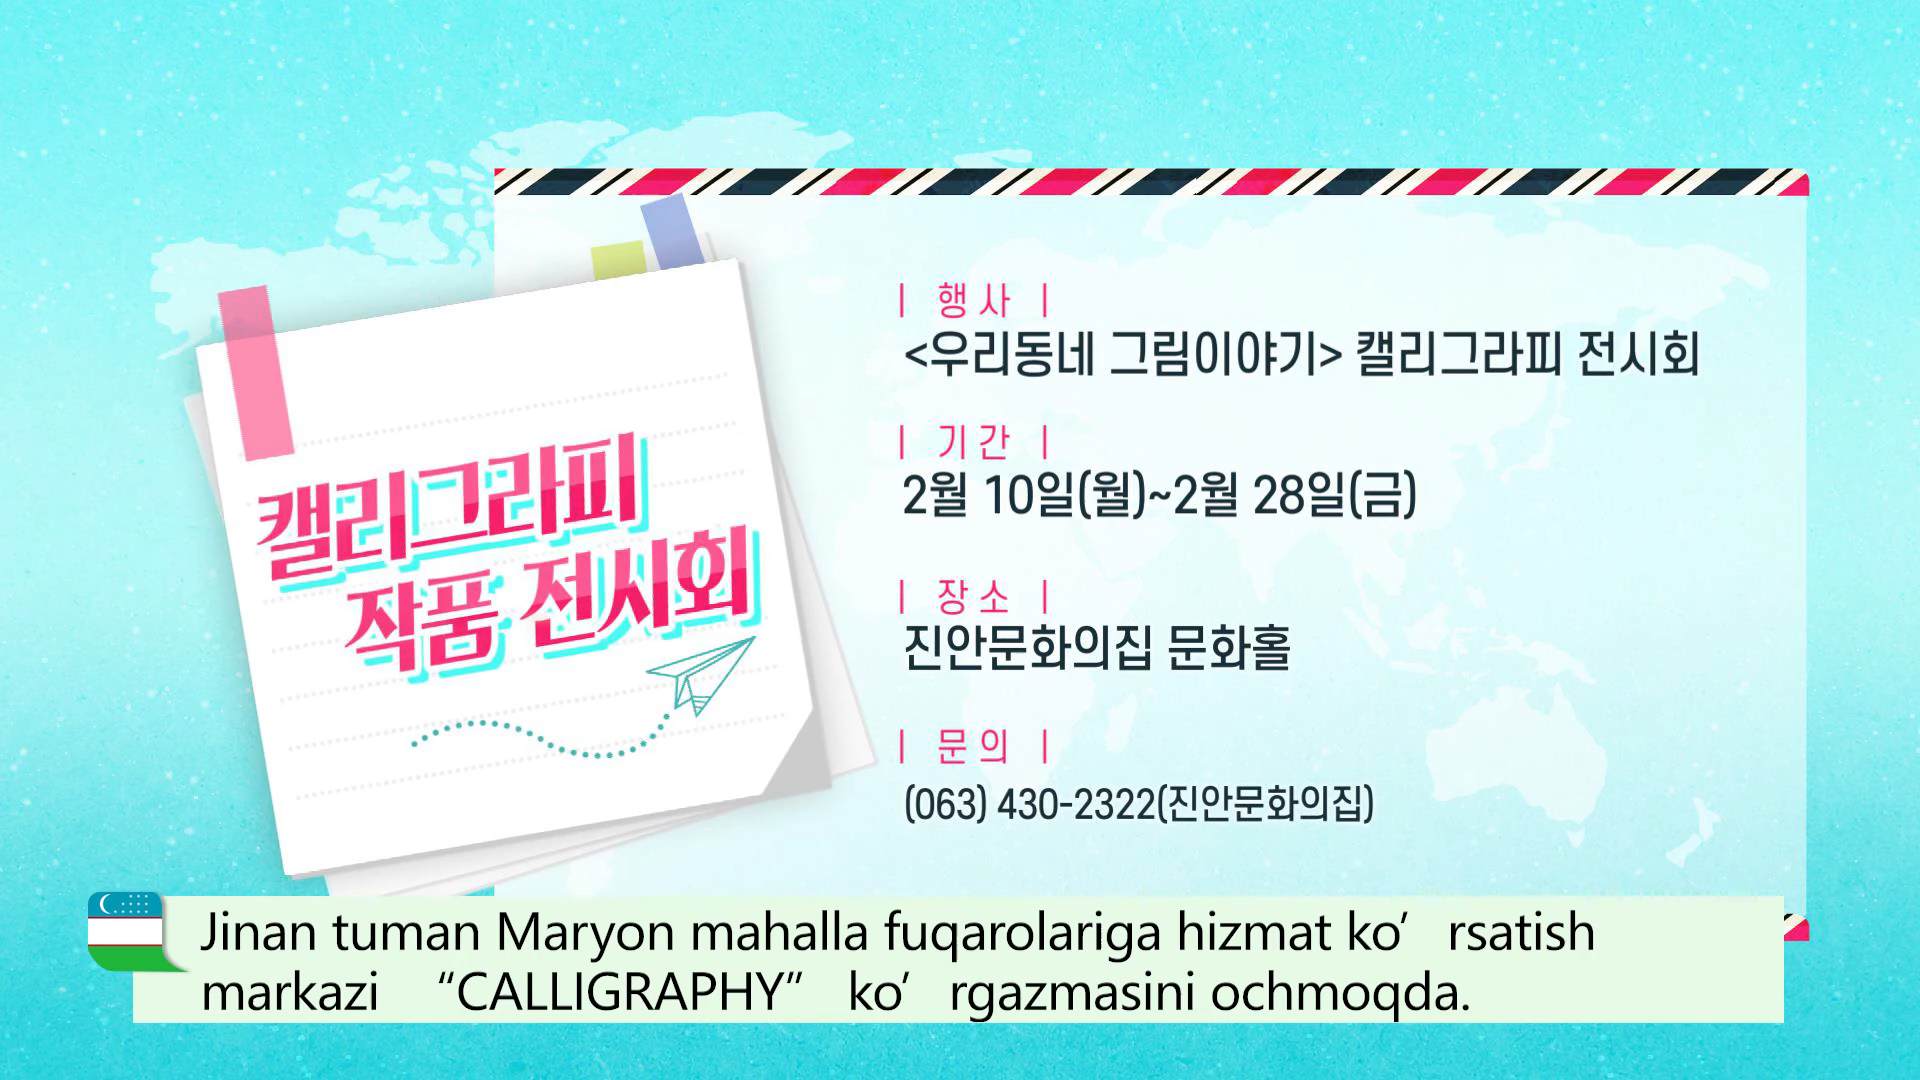 캘리그라피
작품 전시회
| 행사 |
<우리동네 그림이야기> 캘리그라피 전시회
| 기간 |
2월 10일(월)~2월 28일(금)
| 장소 |
진안문화의집 문화홀
| 문의 |
(063) 430-2322(진안문화의집)
Jinan tuman Maryon mahalla fuqarolariga hizmat ko’rsatish
markazi “CALLIGRAPHY” ko’rgazmasini ochmoqda.